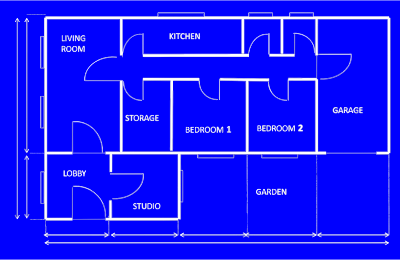 LIVING
ROOM
KITCHEN
STORAGE
BEDROOM 1
BEDROOM 2
GARAGE
LOBBY
STUDIO
GARDEN